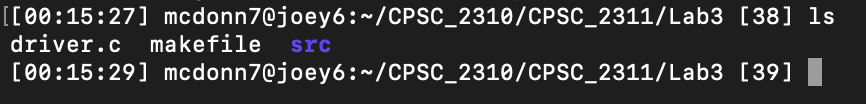 [[00:15:27] mcdonn7@joey6:~/CPSC_2310/CPSC_2311/Lab3 [38] ls
driver.c  makefile  src
[00:15:29] mcdonn7@joey6:~/CPSC_2310/CPSC_2311/Lab3 [39]